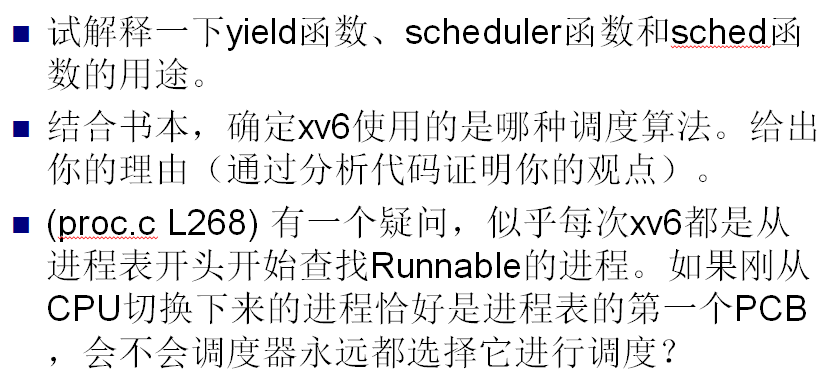 试解释一下yield函数、scheduler函数和sched函
数的用途。
结合书本，确定xv6使用的是哪种调度算法。给出
你的理由（通过分析代码证明你的观点）。
(proc.c L268) 有一个疑问，似乎每次xv6都是从
进程表开头开始查找Runnable的进程。如果刚从
CPU切换下来的进程恰好是进程表的第一个PCB
，会不会调度器永远都选择它进行调度？